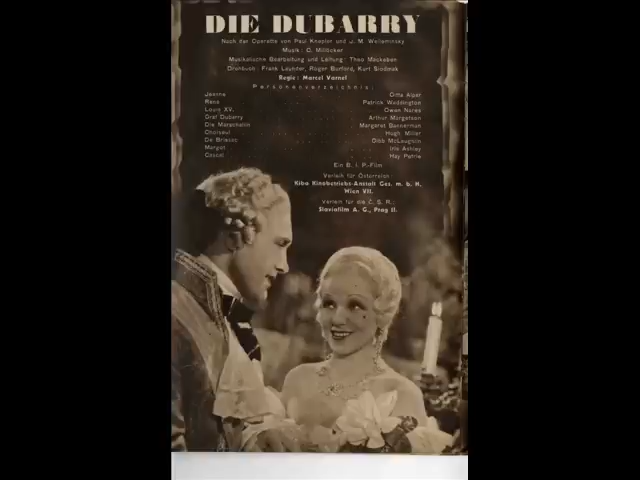 DIE DUBARRY
Nach der Operette von Paul Knepler und J. M. Welleminsky
Musik: C. Millöcker
Musikalische Bearbeitung und Leitung: Theo Mackeben
Drehbuch: Frank Launder, Roger Burford, Kurt Siodmak
Regie: Marcel Varnel
Personenverzeichnis:
Jeanne Gitta Alpar
René Patrick Waddington
Louis XV. Owen Nares
Graf Dubarry Arthur Margetson
Die Marschallin Margaret Bannerman
Choiseul Hugh Miller
De Brissac Gibb McLaughlin
Margot Iris Ashley
Cassel Hay Petrie
Ein B. I. P.-Film
Verleih für Österreich:
Kiba Kinobetriebs-Anstalt Ges. m. b. H.
Wien VII.
Verleih für die Č. S. R.:
Slaviafilm A. G., Prag II.